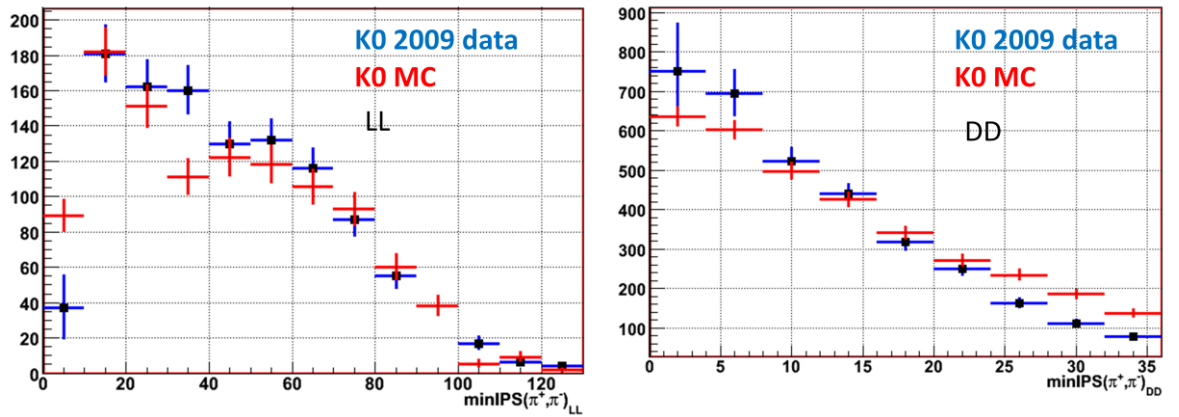 200
180
160
140
120
100
80
60
40
20
0
K0 2009 data
K0 MC
LL
0 20 40 60 80 100 120
minIPS(π⁺,π⁻)LL
900
800
700
600
500
400
300
200
100
K0 2009 data
K0 MC
DD
0 5 10 15 20 25 30 35
minIPS(π⁺,π⁻)DD